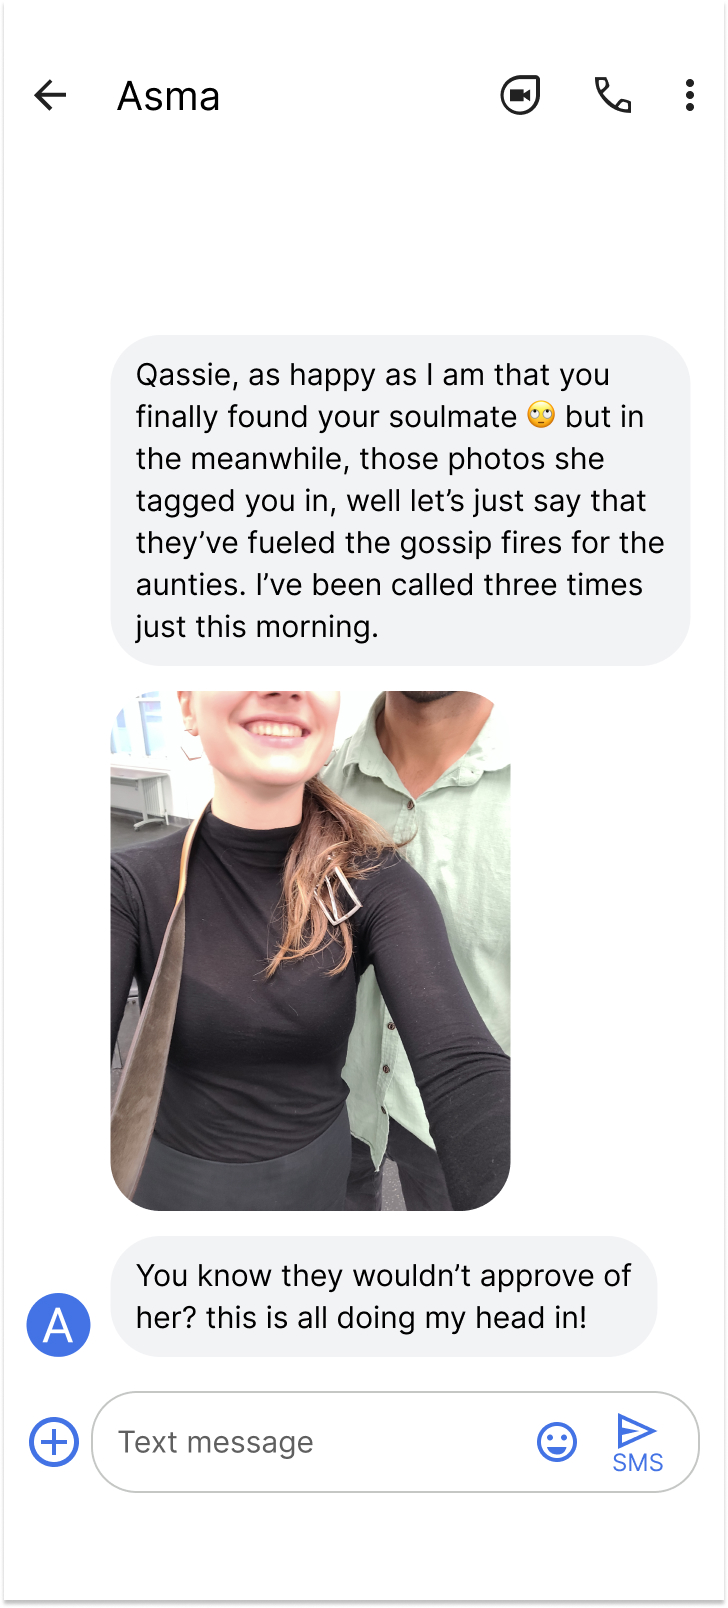 Asma
Qassie, as happy as I am that you
finally found your soulmate 🙄 but in
the meanwhile, those photos she
tagged you in, well let’s just say that
they’ve fueled the gossip fires for the
aunties. I’ve been called three times
just this morning.
You know they wouldn’t approve of
her? this is all doing my head in!
A
Text message
SMS